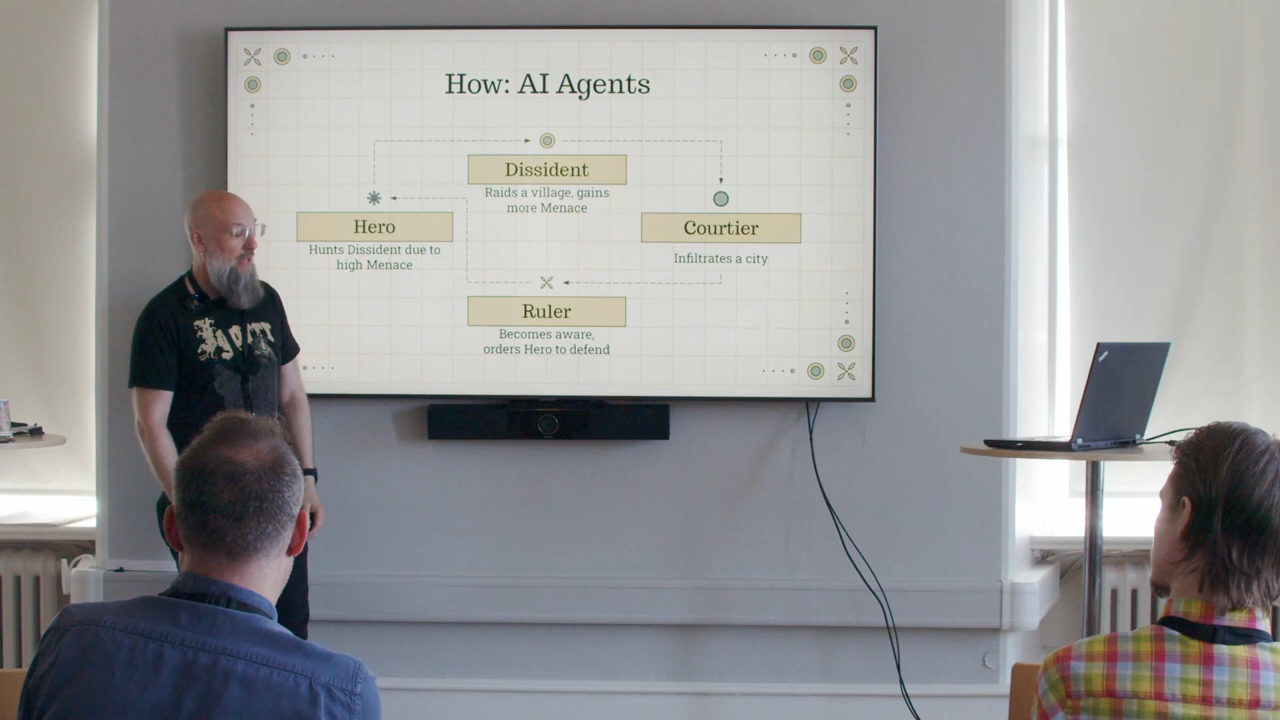 How: AI Agents
Dissident
Raids a village, gains
more Menace
Hero
Hunts Dissident due to
high Menace
Courtier
Infiltrates a city
Ruler
Becomes aware,
orders Hero to defend